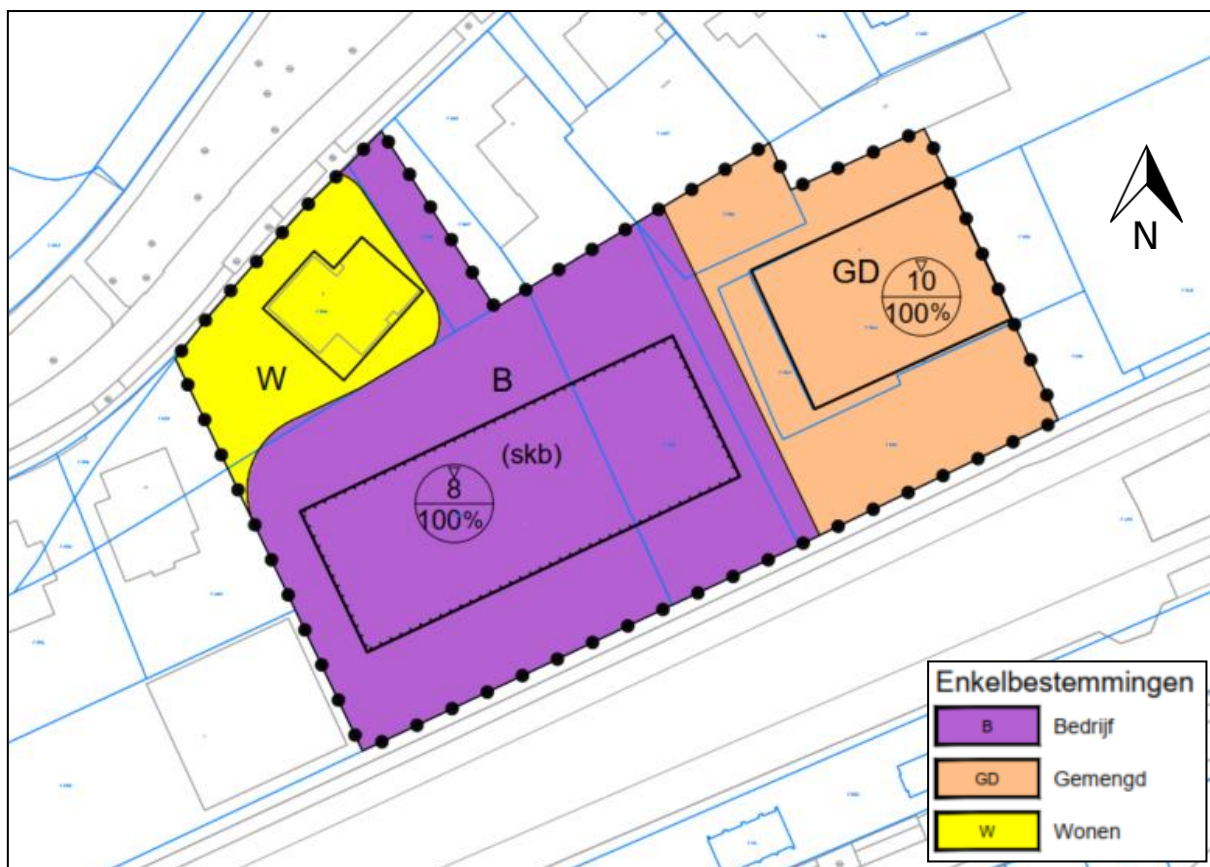 N
GD
10
100%
W
B
(skb)
8
100%
Enkelbestemmingen
B Bedrijf
GD Gemengd
W Wonen